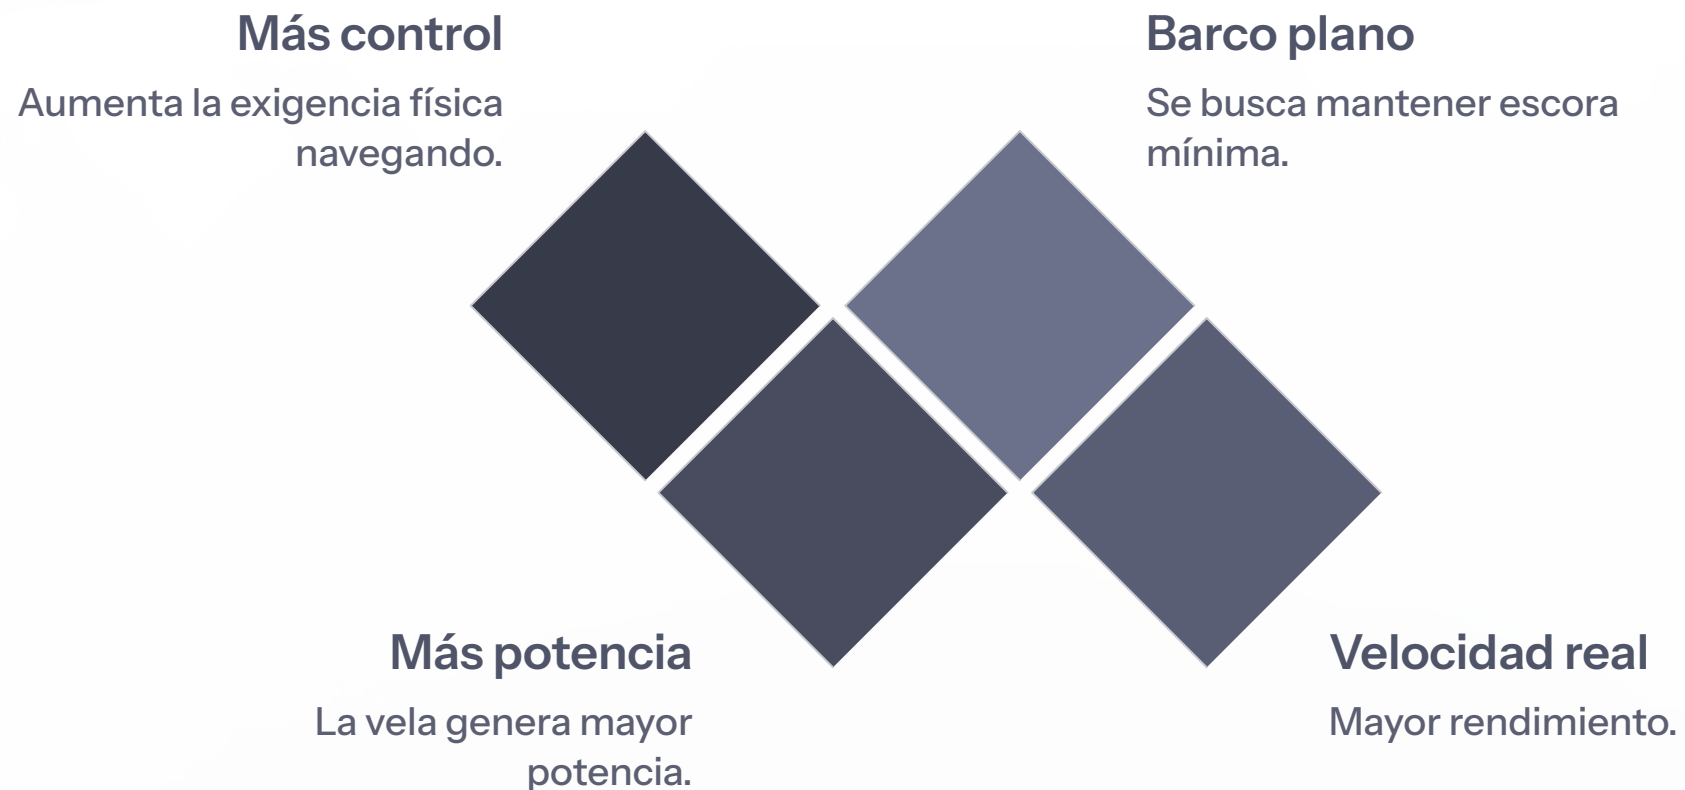 Más control
Aumenta la exigencia física
navegando.
Barco plano
Se busca mantener escora
mínima.
Más potencia
La vela genera mayor
potencia.
Velocidad real
Mayor rendimiento.